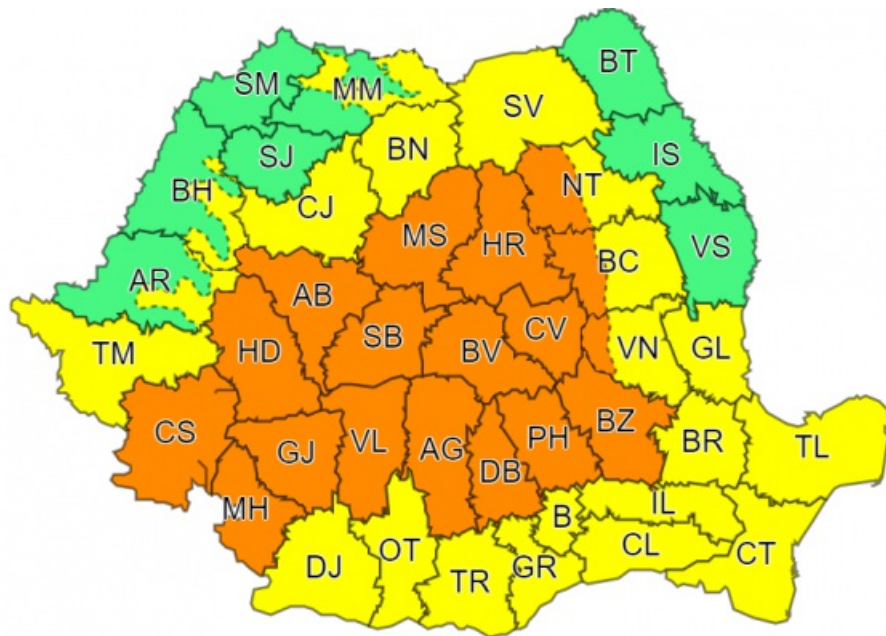 BT
SM
MM
SV
SJ
BN
IS
BH
NT
CJ
MS
HR
VS
BC
AR
AB
CV
SB
TM
HD
BV
VN
GL
CS
GJ
VL
AG
PH
BZ
BR
TL
DB
MH
IL
B
OT
CL
CT
DJ
TR
GR